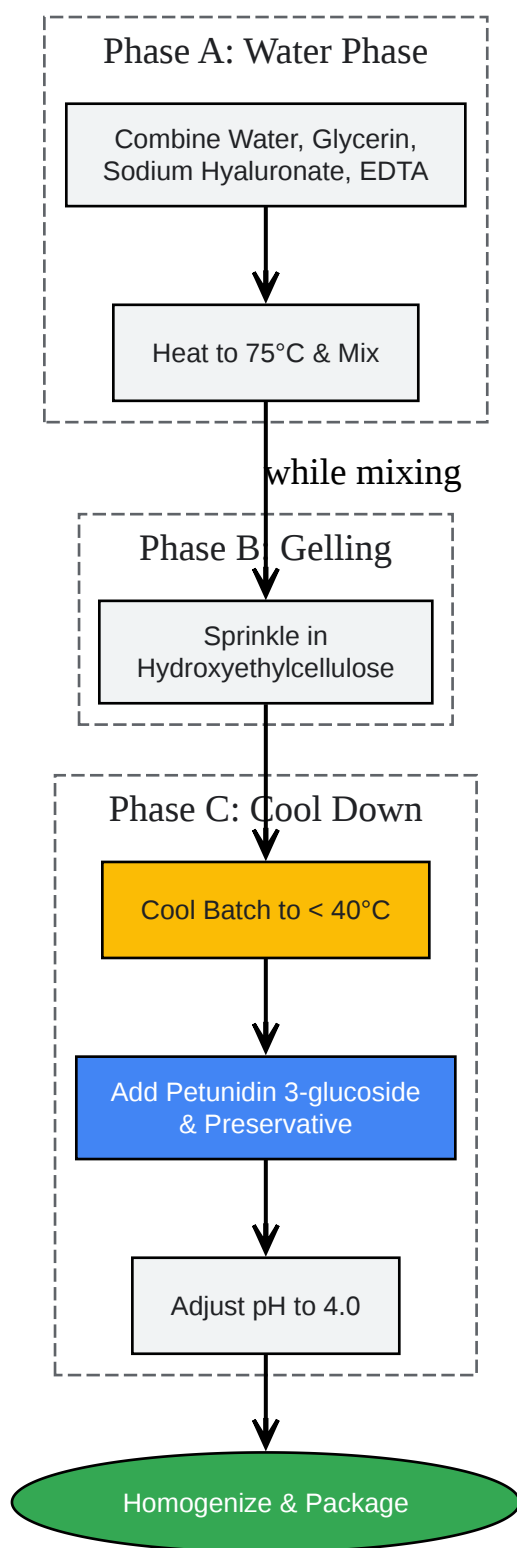 Phase A: Water Phase
Combine Water, Glycerin,
Sodium Hyaluronate, EDTA
Heat to 75°C & Mix
while mixing
Phase B: Gelling
Sprinkle in
Hydroxyethylcellulose
Phase C: Cool Down
Cool Batch to < 40°C
Add Petunidin 3-glucoside
& Preservative
Adjust pH to 4.0
Homogenize & Package